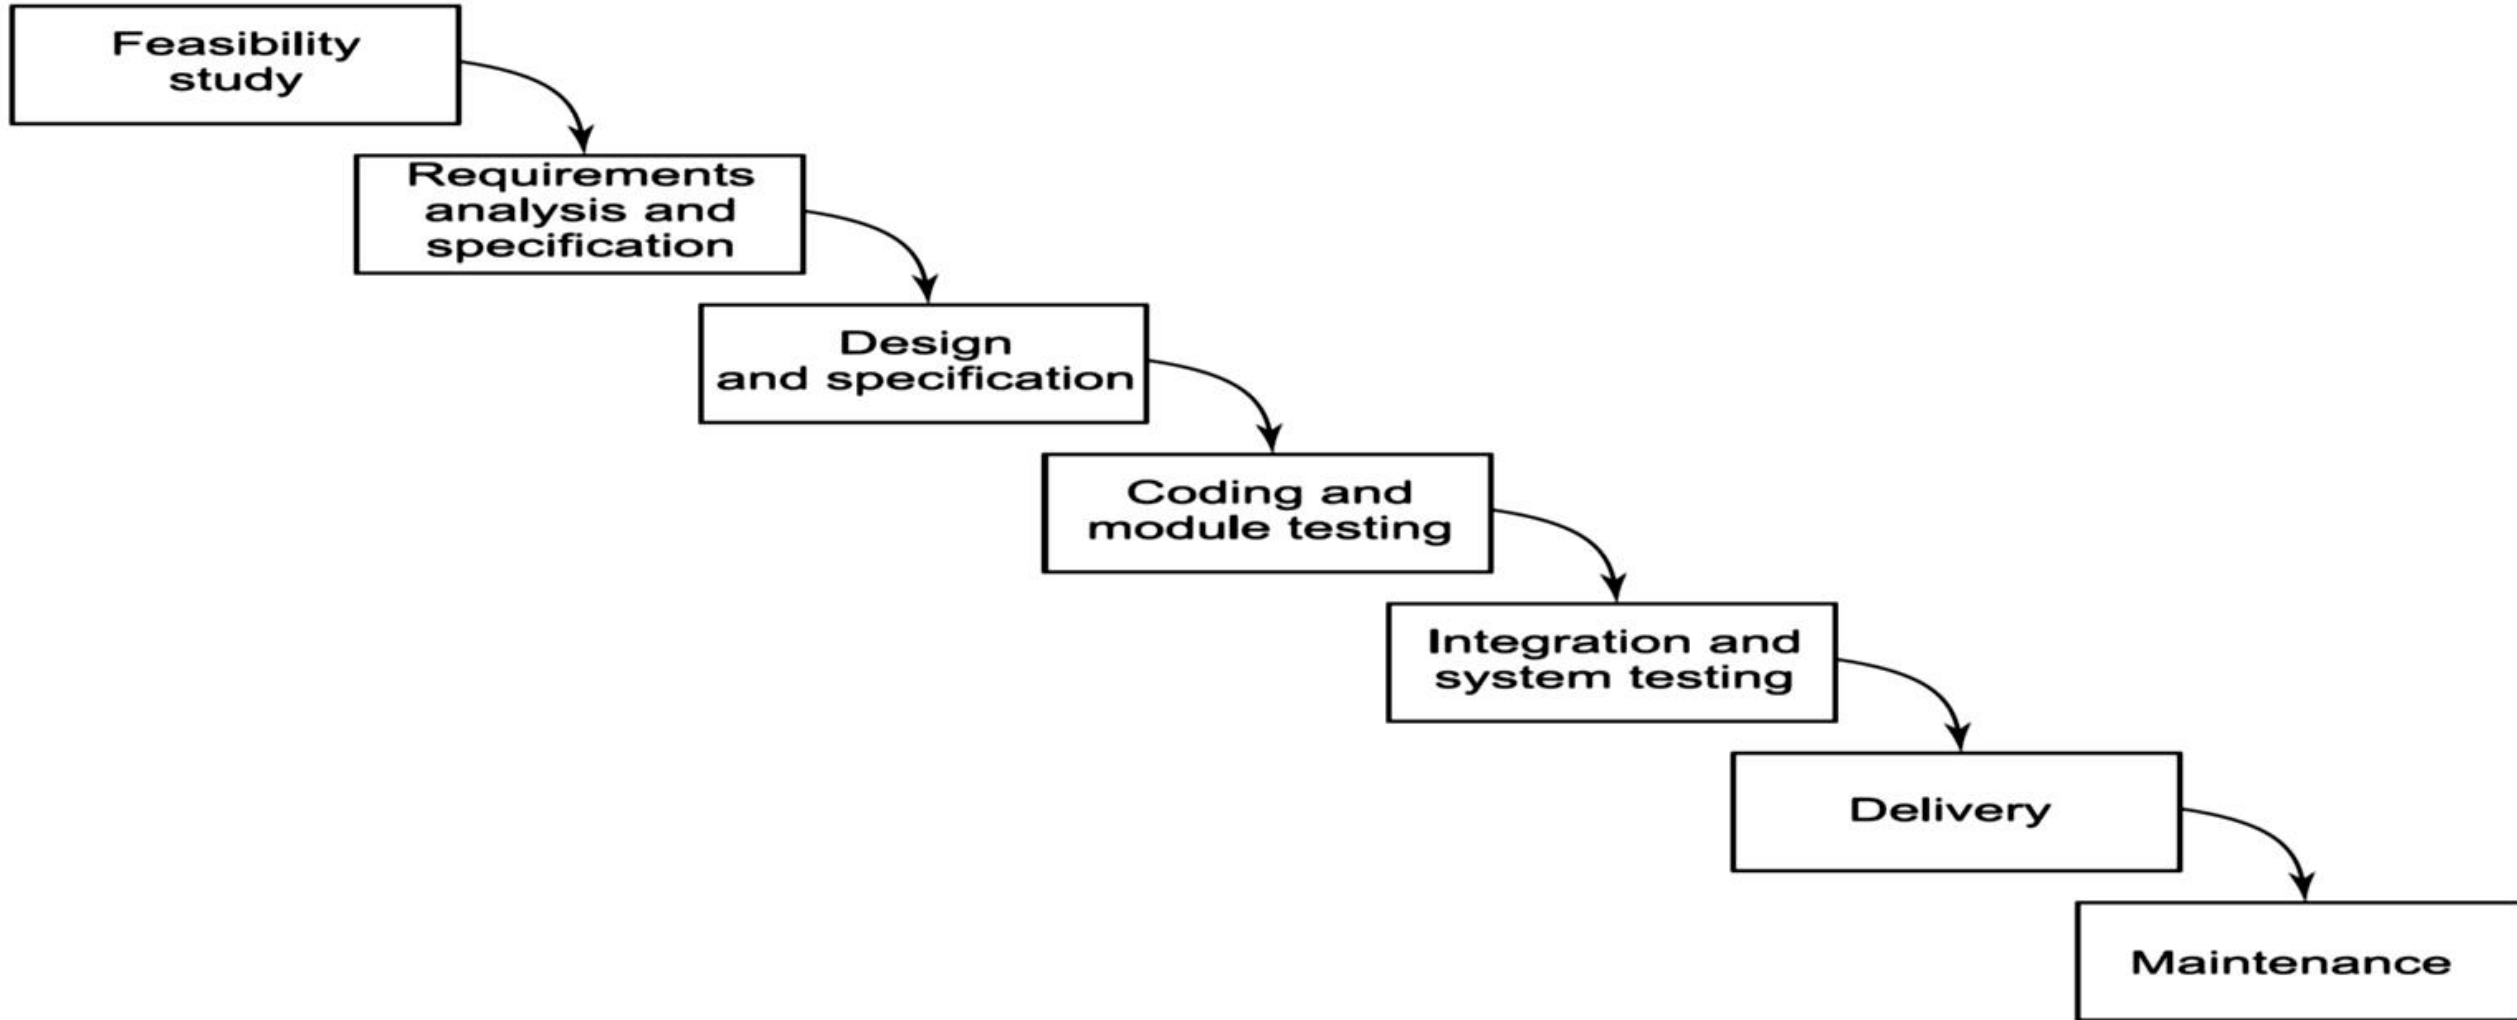 Feasibility
study
Requirements
analysis and
specification
Design
and specification
Coding and
module testing
Integration and
system testing
Delivery
Maintenance